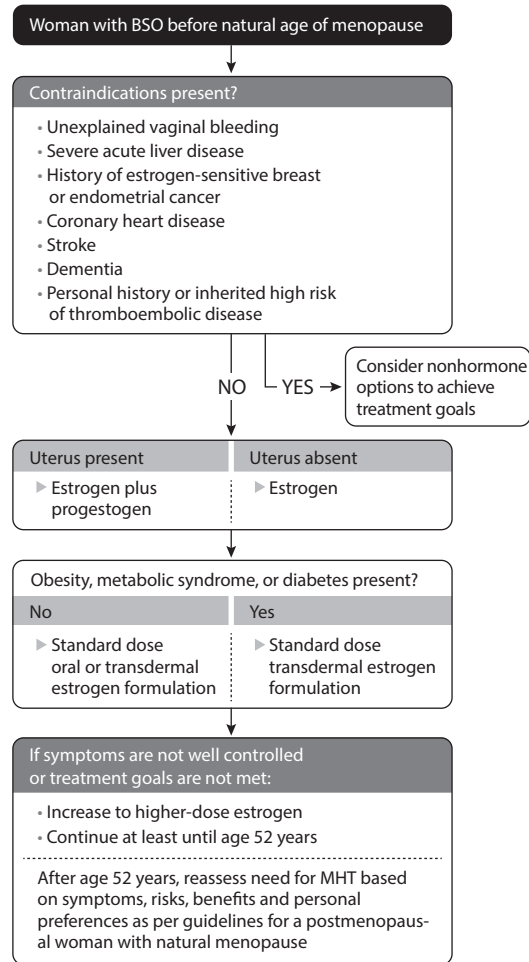 Woman with BSO before natural age of menopause
Contraindications present?
• Unexplained vaginal bleeding
• Severe acute liver disease
• History of estrogen-sensitive breast
or endometrial cancer
• Coronary heart disease
• Stroke
• Dementia
• Personal history or inherited high risk
of thromboembolic disease
NO
YES
Consider nonhormone
options to achieve
treatment goals
Uterus present
Estrogen plus
progestogen
Uterus absent
Estrogen
Obesity, metabolic syndrome, or diabetes present?
No
Standard dose
oral or transdermal
estrogen formulation
Yes
Standard dose
transdermal estrogen
formulation
If symptoms are not well controlled
or treatment goals are not met:
• Increase to higher-dose estrogen
• Continue at least until age 52 years
After age 52 years, reassess need for MHT based
on symptoms, risks, benefits and personal
preferences as per guidelines for a postmenopaus-
al woman with natural menopause